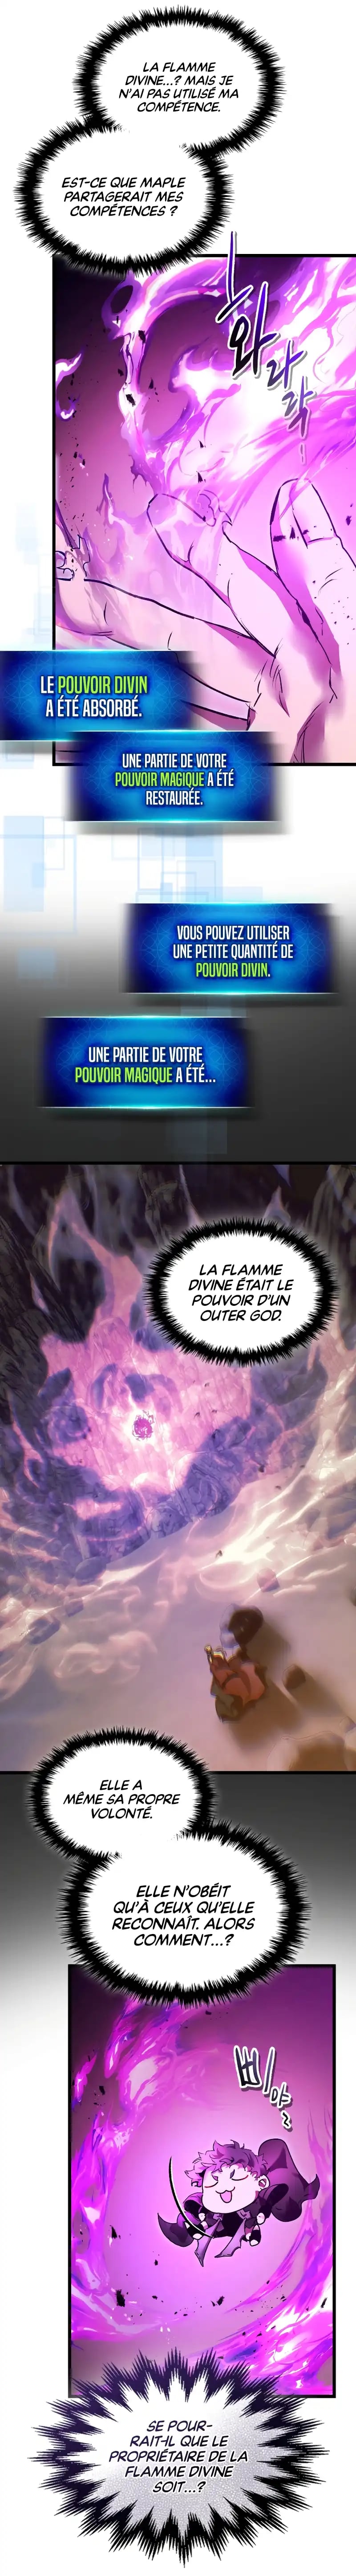 LA FLAMME
DIVINE...? MAIS JE
N'AI PAS UTILISÉ MA
COMPÉTENCE.
EST-CE QUE MAPLE
PARTAGERAIT MES
COMPÉTENCES ?
화
라
락
LE POUVOIR DIVIN
A ÉTÉ ABSORBÉ.
UNE PARTIE DE VOTRE
POUVOIR MAGIQUE A ÉTÉ
RESTAURÉE.
VOUS POUVEZ UTILISER
UNE PETITE QUANTITÉ DE
POUVOIR DIVIN.
UNE PARTIE DE VOTRE
POUVOIR MAGIQUE A ÉTÉ...
LA FLAMME
DIVINE ÉTAIT LE
POUVOIR D'UN
OUTER GOD.
ELLE A
MÊME SA PROPRE
VOLONTÉ.
ELLE N'OBÉIT
QU'À CEUX QU'ELLE
RECONNAÎT. ALORS
COMMENT...?
삐야~
SE POUR-
RAIT-IL QUE LE
PROPRIÉTAIRE DE LA
FLAMME DIVINE
SOIT...?